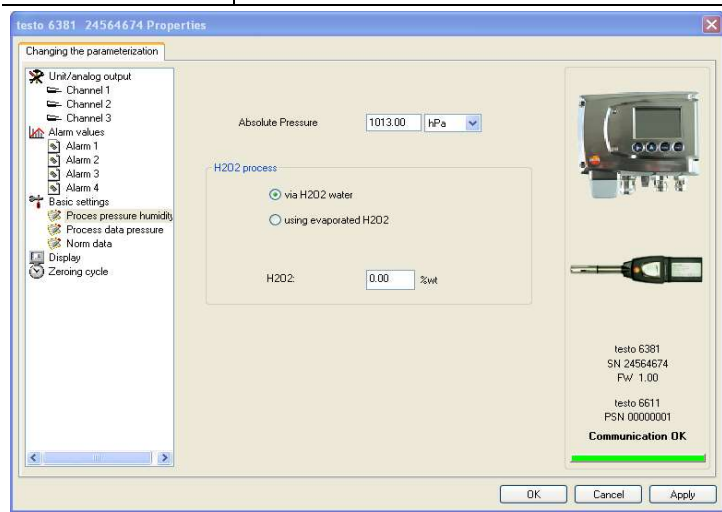 testo 6381 24564674 Properties
Changing the parameterization
Unit/analog output
Channel 1
Channel 2
Channel 3
Alarm values
Alarm 1
Alarm 2
Alarm 3
Alarm 4
Basic settings
Proces pressure humidity
Process data pressure
Norm data
Display
Zeroing cycle
Absolute Pressure 1013.00 hPa
H2O2 process
via H2O2 water
using evaporated H2O2
H2O2: 0.00 %wt
testo 6381
SN 24564674
FW 1.00
testo 6611
PSN 00000001
Communication OK
OK Cancel Apply